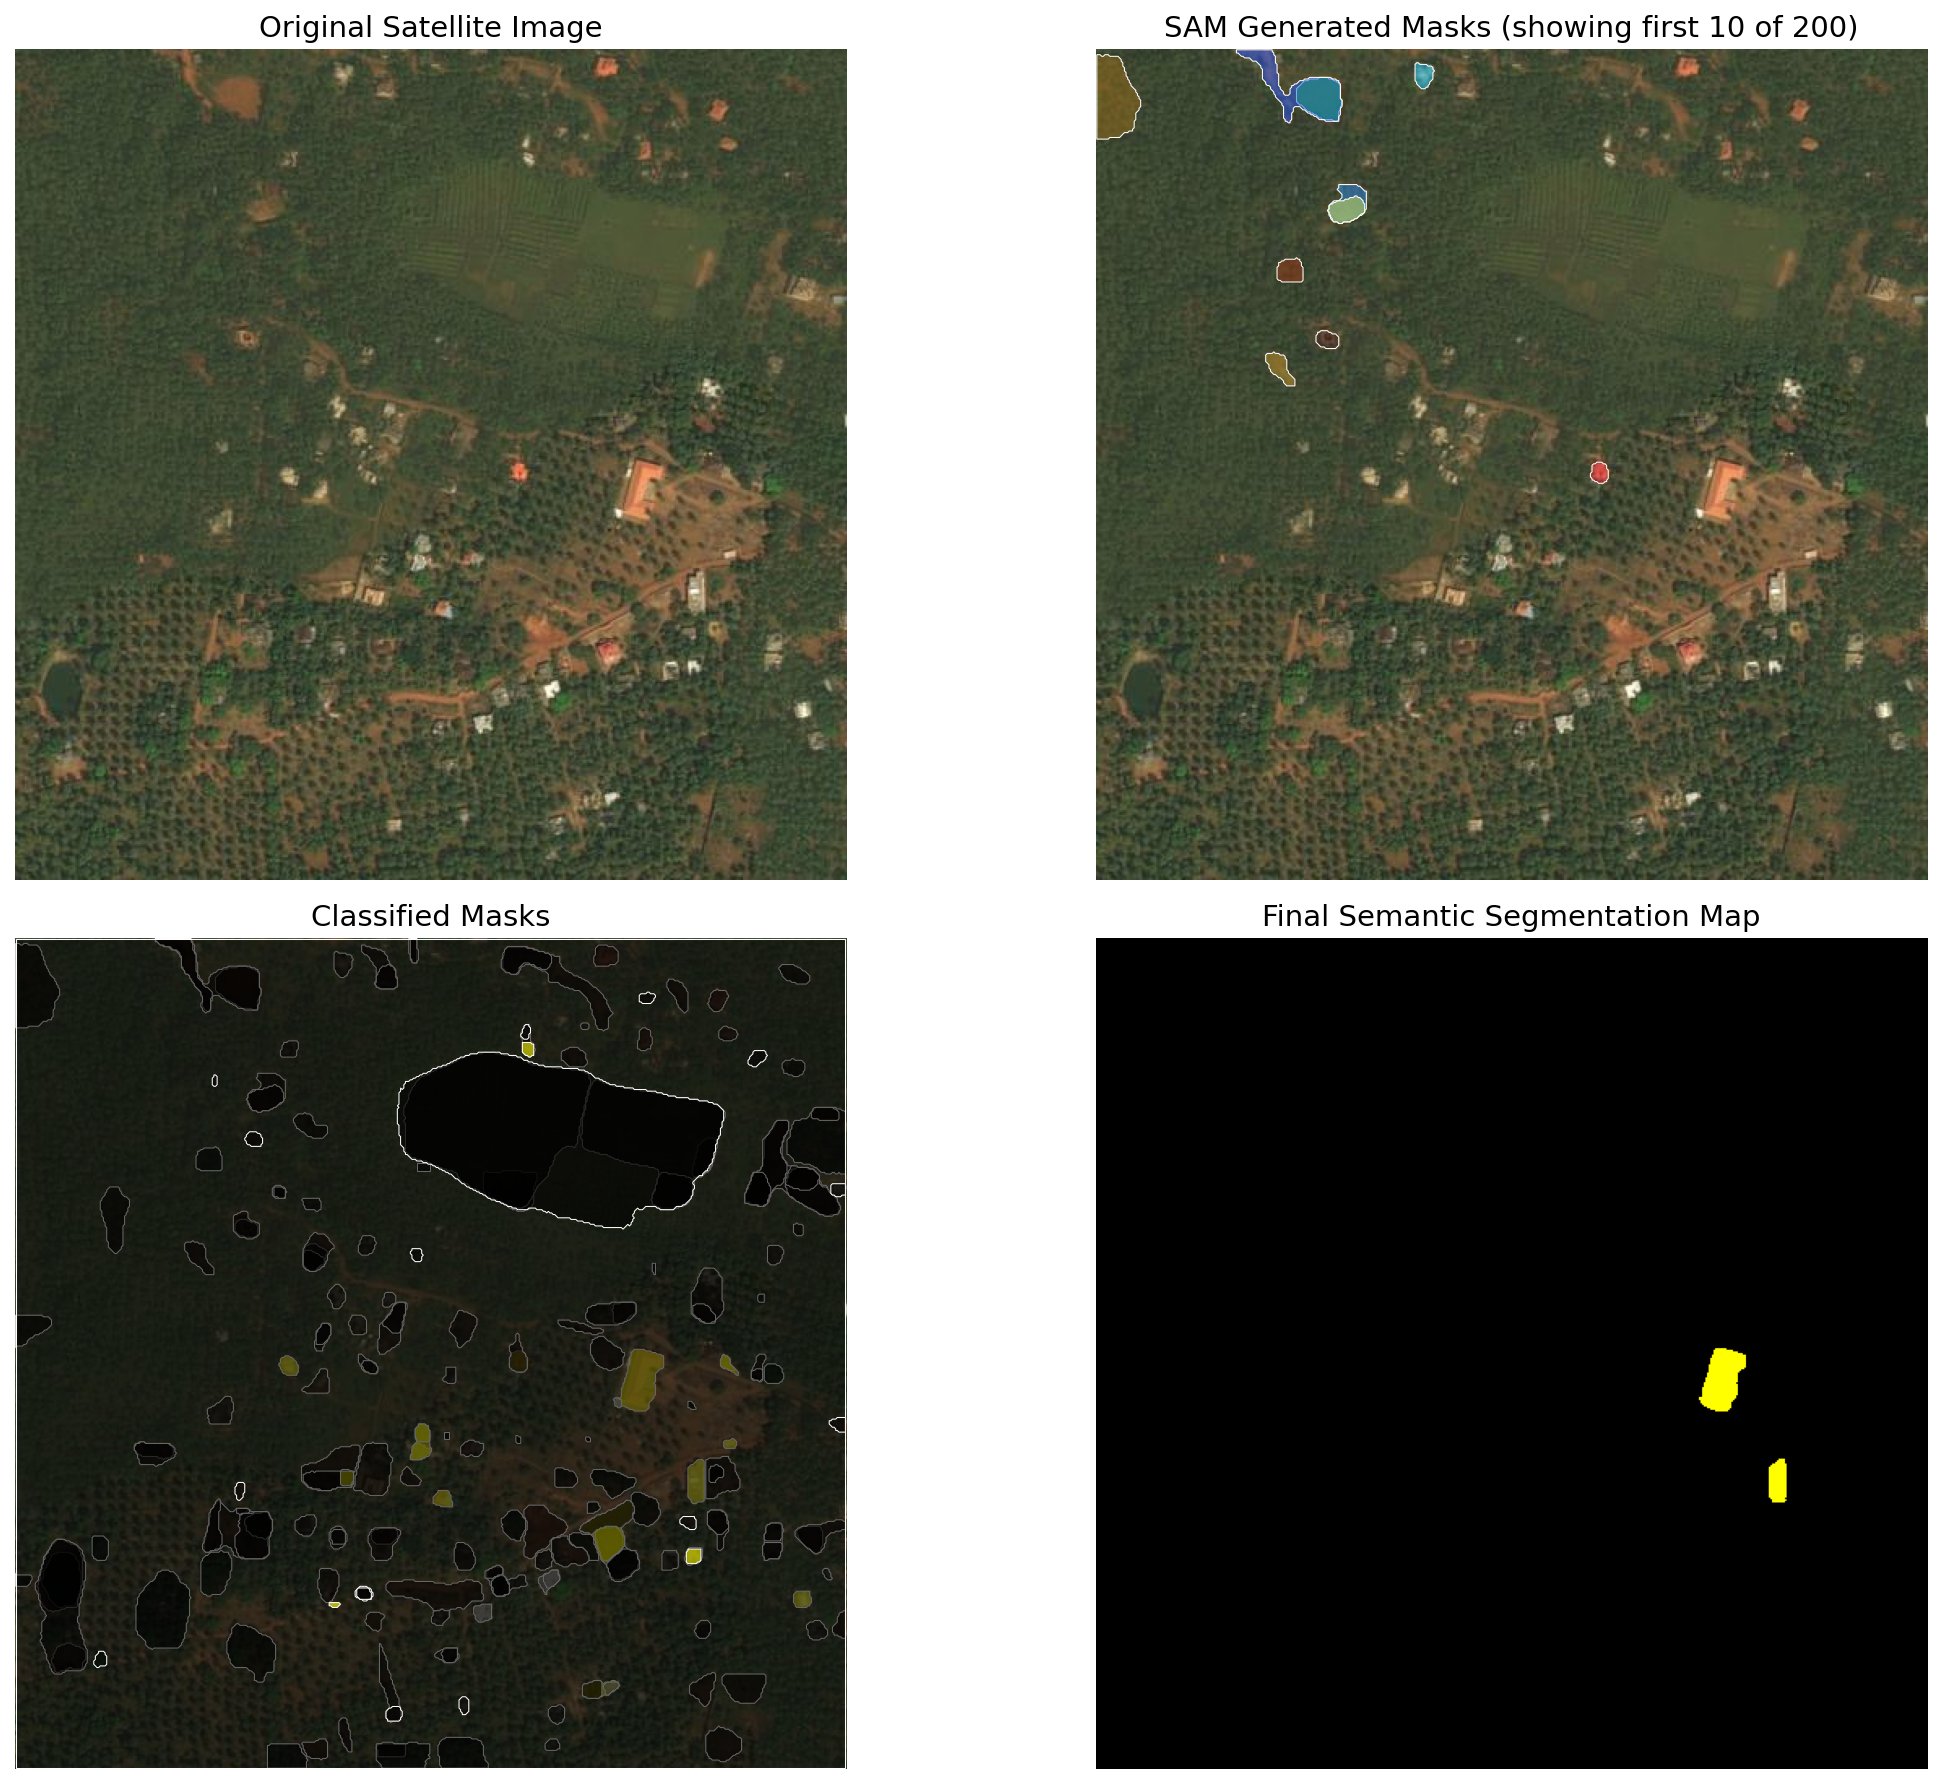 Original Satellite Image
SAM Generated Masks (showing first 10 of 200)
Classified Masks
Final Semantic Segmentation Map